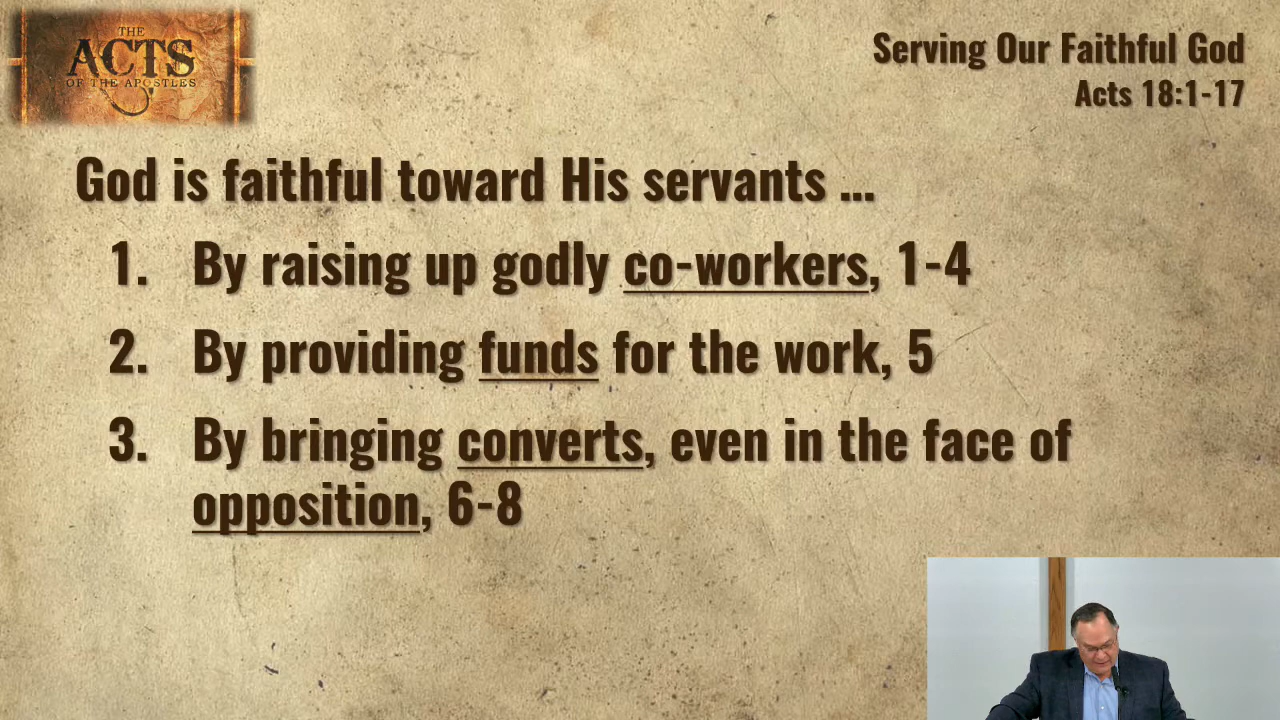 THE
ACTS
OF THE APOSTLES
Serving Our Faithful God
Acts 18:1-17
God is faithful toward His servants ...
1. By raising up godly co-workers, 1-4
2. By providing funds for the work, 5
3. By bringing converts, even in the face of
opposition, 6-8